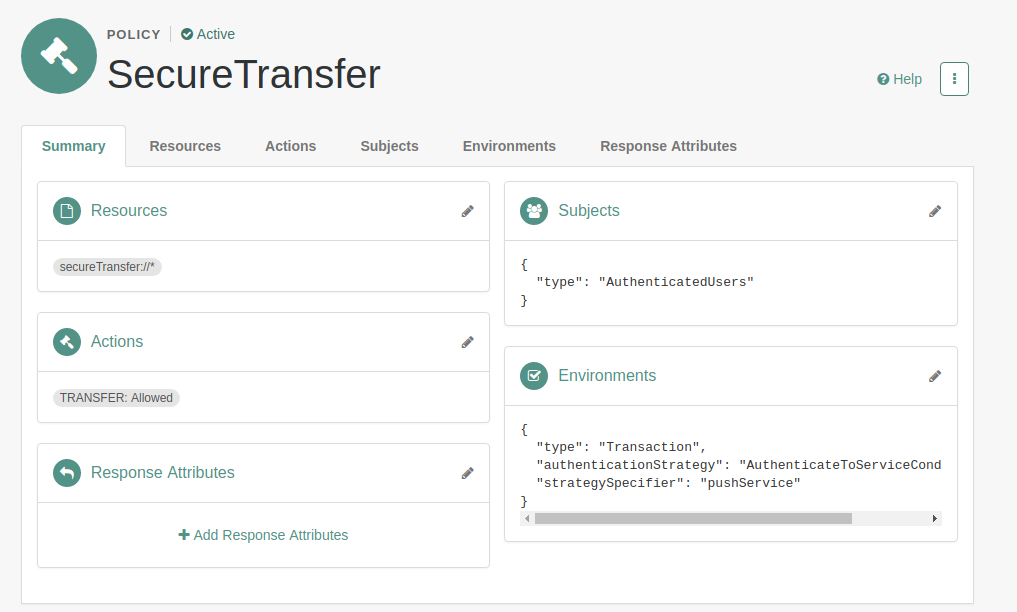 POLICY Active
SecureTransfer
Help
Summary Resources Actions Subjects Environments Response Attributes
Resources
secureTransfer://*
Actions
TRANSFER: Allowed
Response Attributes
Add Response Attributes
Subjects
{
"type": "AuthenticatedUsers"
}
Environments
{
"type": "Transaction",
"authenticationStrategy": "AuthenticateToServiceCond
"strategySpecifier": "pushService"
}